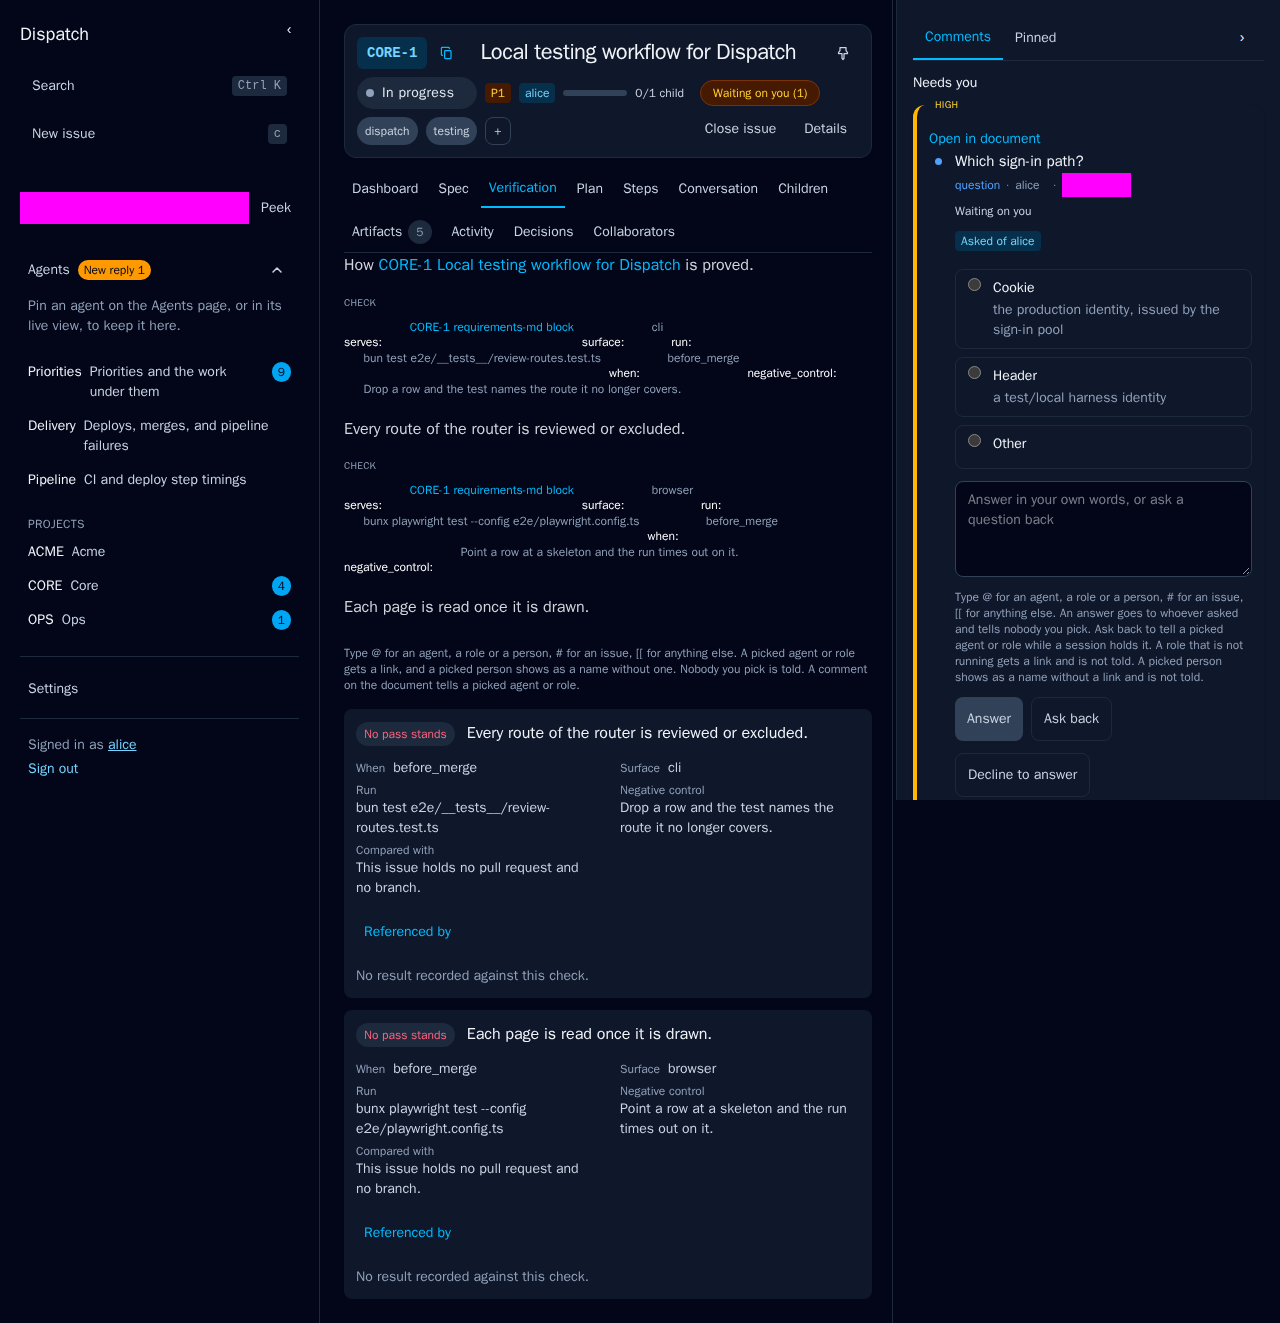 Dispatch
Search
Ctrl K
New issue
C
Peek
Agents
New reply 1
Pin an agent on the Agents page, or in its
live view, to keep it here.
Priorities
Priorities and the work
under them
9
Delivery
Deploys, merges, and pipeline
failures
Pipeline
CI and deploy step timings
PROJECTS
ACME Acme
CORE Core
4
OPS Ops
1
Settings
Signed in as alice
Sign out
CORE-1
Local testing workflow for Dispatch
In progress
P1
alice
0/1 child
Waiting on you (1)
dispatch
testing
+
Close issue
Details
Dashboard
Spec
Verification
Plan
Steps
Conversation
Children
Artifacts 5
Activity
Decisions
Collaborators
How CORE-1 Local testing workflow for Dispatch is proved.
CHECK
CORE-1 requirements-md block
cli
serves:
surface:
run:
bun test e2e/__tests__/review-routes.test.ts
before_merge
when:
negative_control:
Drop a row and the test names the route it no longer covers.
Every route of the router is reviewed or excluded.
CHECK
CORE-1 requirements-md block
browser
serves:
surface:
run:
bunx playwright test --config e2e/playwright.config.ts
before_merge
when:
Point a row at a skeleton and the run times out on it.
negative_control:
Each page is read once it is drawn.
Type @ for an agent, a role or a person, # for an issue, [[ for anything else. A picked agent or role
gets a link, and a picked person shows as a name without one. Nobody you pick is told. A comment
on the document tells a picked agent or role.
No pass stands
Every route of the router is reviewed or excluded.
When before_merge
Surface cli
Run
bun test e2e/__tests__/review-
routes.test.ts
Negative control
Drop a row and the test names the
route it no longer covers.
Compared with
This issue holds no pull request and
no branch.
Referenced by
No result recorded against this check.
No pass stands
Each page is read once it is drawn.
When before_merge
Surface browser
Run
bunx playwright test --config
e2e/playwright.config.ts
Negative control
Point a row at a skeleton and the run
times out on it.
Compared with
This issue holds no pull request and
no branch.
Referenced by
No result recorded against this check.
Comments
Pinned
Needs you
HIGH
Open in document
Which sign-in path?
question · alice ·
Waiting on you
Asked of alice
Cookie
the production identity, issued by the
sign-in pool
Header
a test/local harness identity
Other
Answer in your own words, or ask a
question back
Type @ for an agent, a role or a person, # for an issue,
[[ for anything else. An answer goes to whoever asked
and tells nobody you pick. Ask back to tell a picked
agent or role while a session holds it. A role that is not
running gets a link and is not told. A picked person
shows as a name without a link and is not told.
Answer
Ask back
Decline to answer